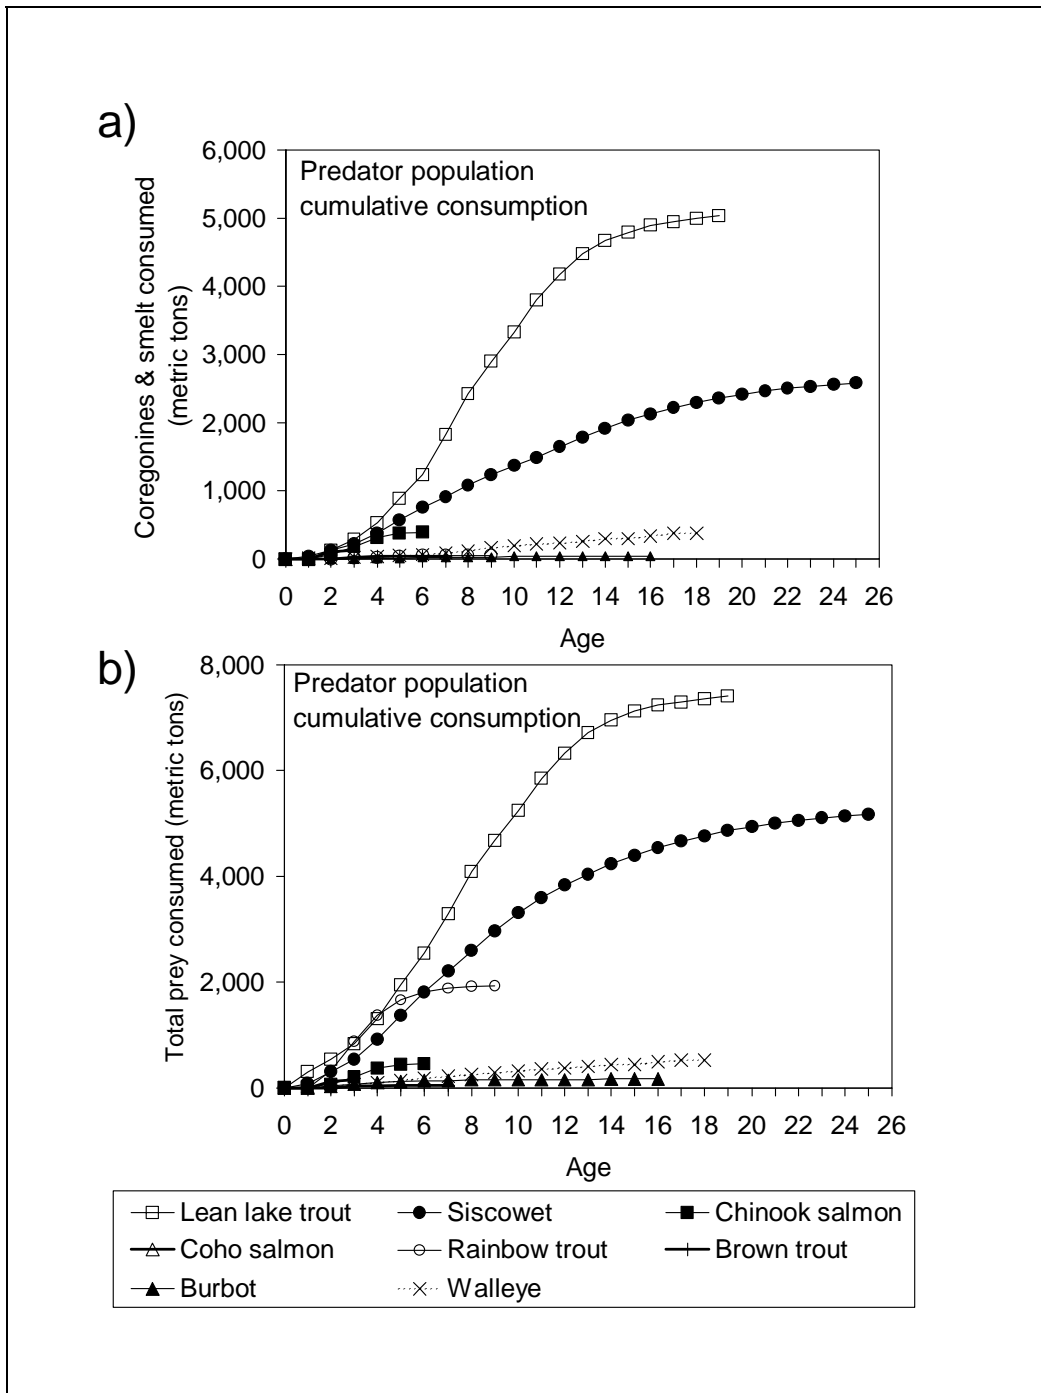 a)
Predator population
cumulative consumption
Coregonines & smelt consumed
(metric tons)
6,000
5,000
4,000
3,000
2,000
1,000
0
0 2 4 6 8 10 12 14 16 18 20 22 24 26
Age
b)
Predator population
cumulative consumption
Total prey consumed (metric tons)
8,000
6,000
4,000
2,000
0
0 2 4 6 8 10 12 14 16 18 20 22 24 26
Age
Lean lake trout Siscowet Chinook salmon
Coho salmon Rainbow trout Brown trout
Burbot Walleye